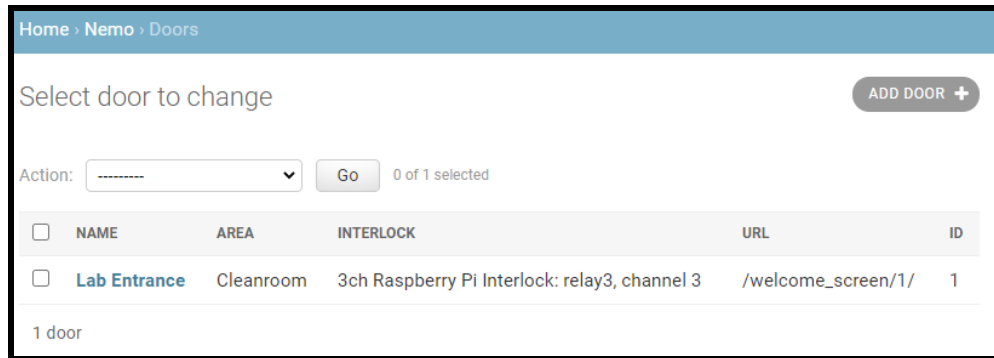 Home › Nemo › Doors
Select door to change
ADD DOOR +
Action: --------- Go 0 of 1 selected
NAME AREA INTERLOCK URL ID
Lab Entrance Cleanroom 3ch Raspberry Pi Interlock: relay3, channel 3 /welcome_screen/1/ 1
1 door